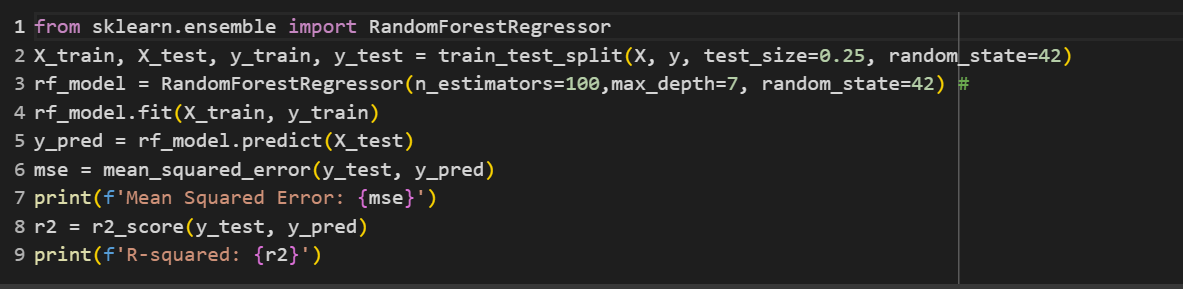 1 from sklearn.ensemble import RandomForestRegressor
2 X_train, X_test, y_train, y_test = train_test_split(X, y, test_size=0.25, random_state=42)
3 rf_model = RandomForestRegressor(n_estimators=100,max_depth=7, random_state=42) #
4 rf_model.fit(X_train, y_train)
5 y_pred = rf_model.predict(X_test)
6 mse = mean_squared_error(y_test, y_pred)
7 print(f'Mean Squared Error: {mse}')
8 r2 = r2_score(y_test, y_pred)
9 print(f'R-squared: {r2}')